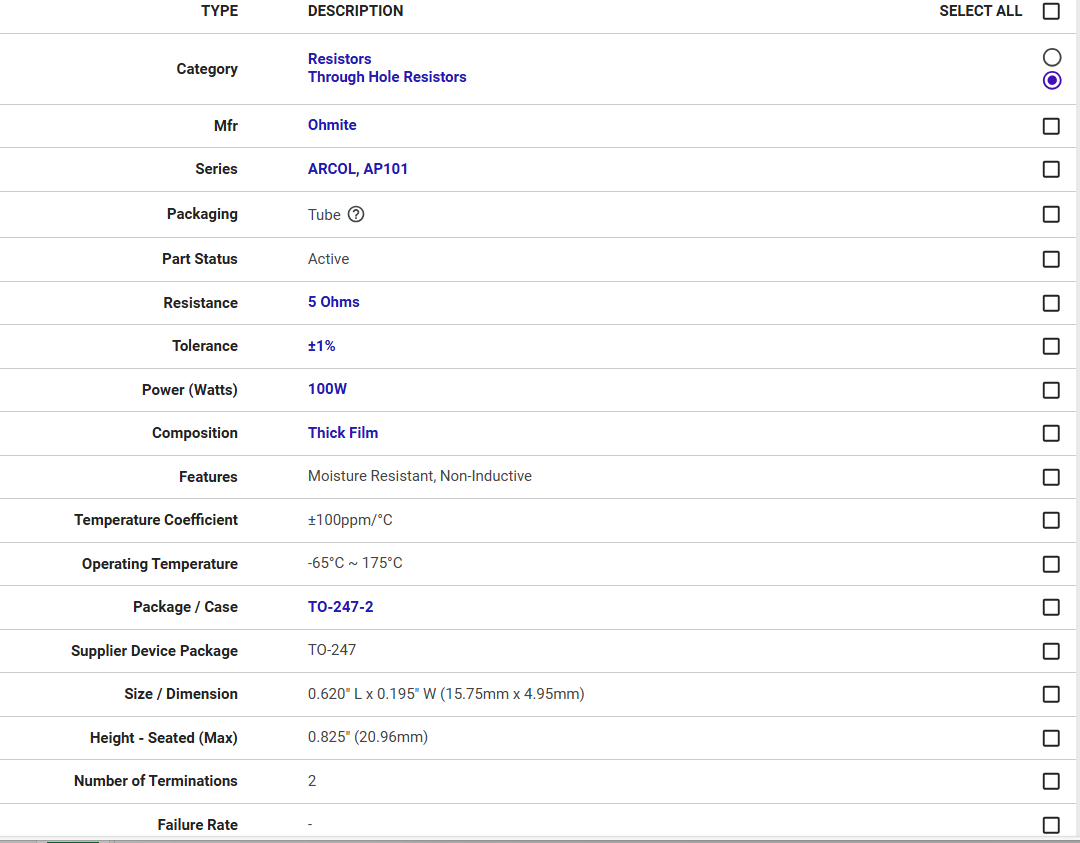 TYPE DESCRIPTION SELECT ALL
Category Resistors
Through Hole Resistors
Mfr Ohmite
Series ARCOL, AP101
Packaging Tube ?
Part Status Active
Resistance 5 Ohms
Tolerance ±1%
Power (Watts) 100W
Composition Thick Film
Features Moisture Resistant, Non-Inductive
Temperature Coefficient ±100ppm/°C
Operating Temperature -65°C ~ 175°C
Package / Case TO-247-2
Supplier Device Package TO-247
Size / Dimension 0.620" L x 0.195" W (15.75mm x 4.95mm)
Height - Seated (Max) 0.825" (20.96mm)
Number of Terminations 2
Failure Rate -